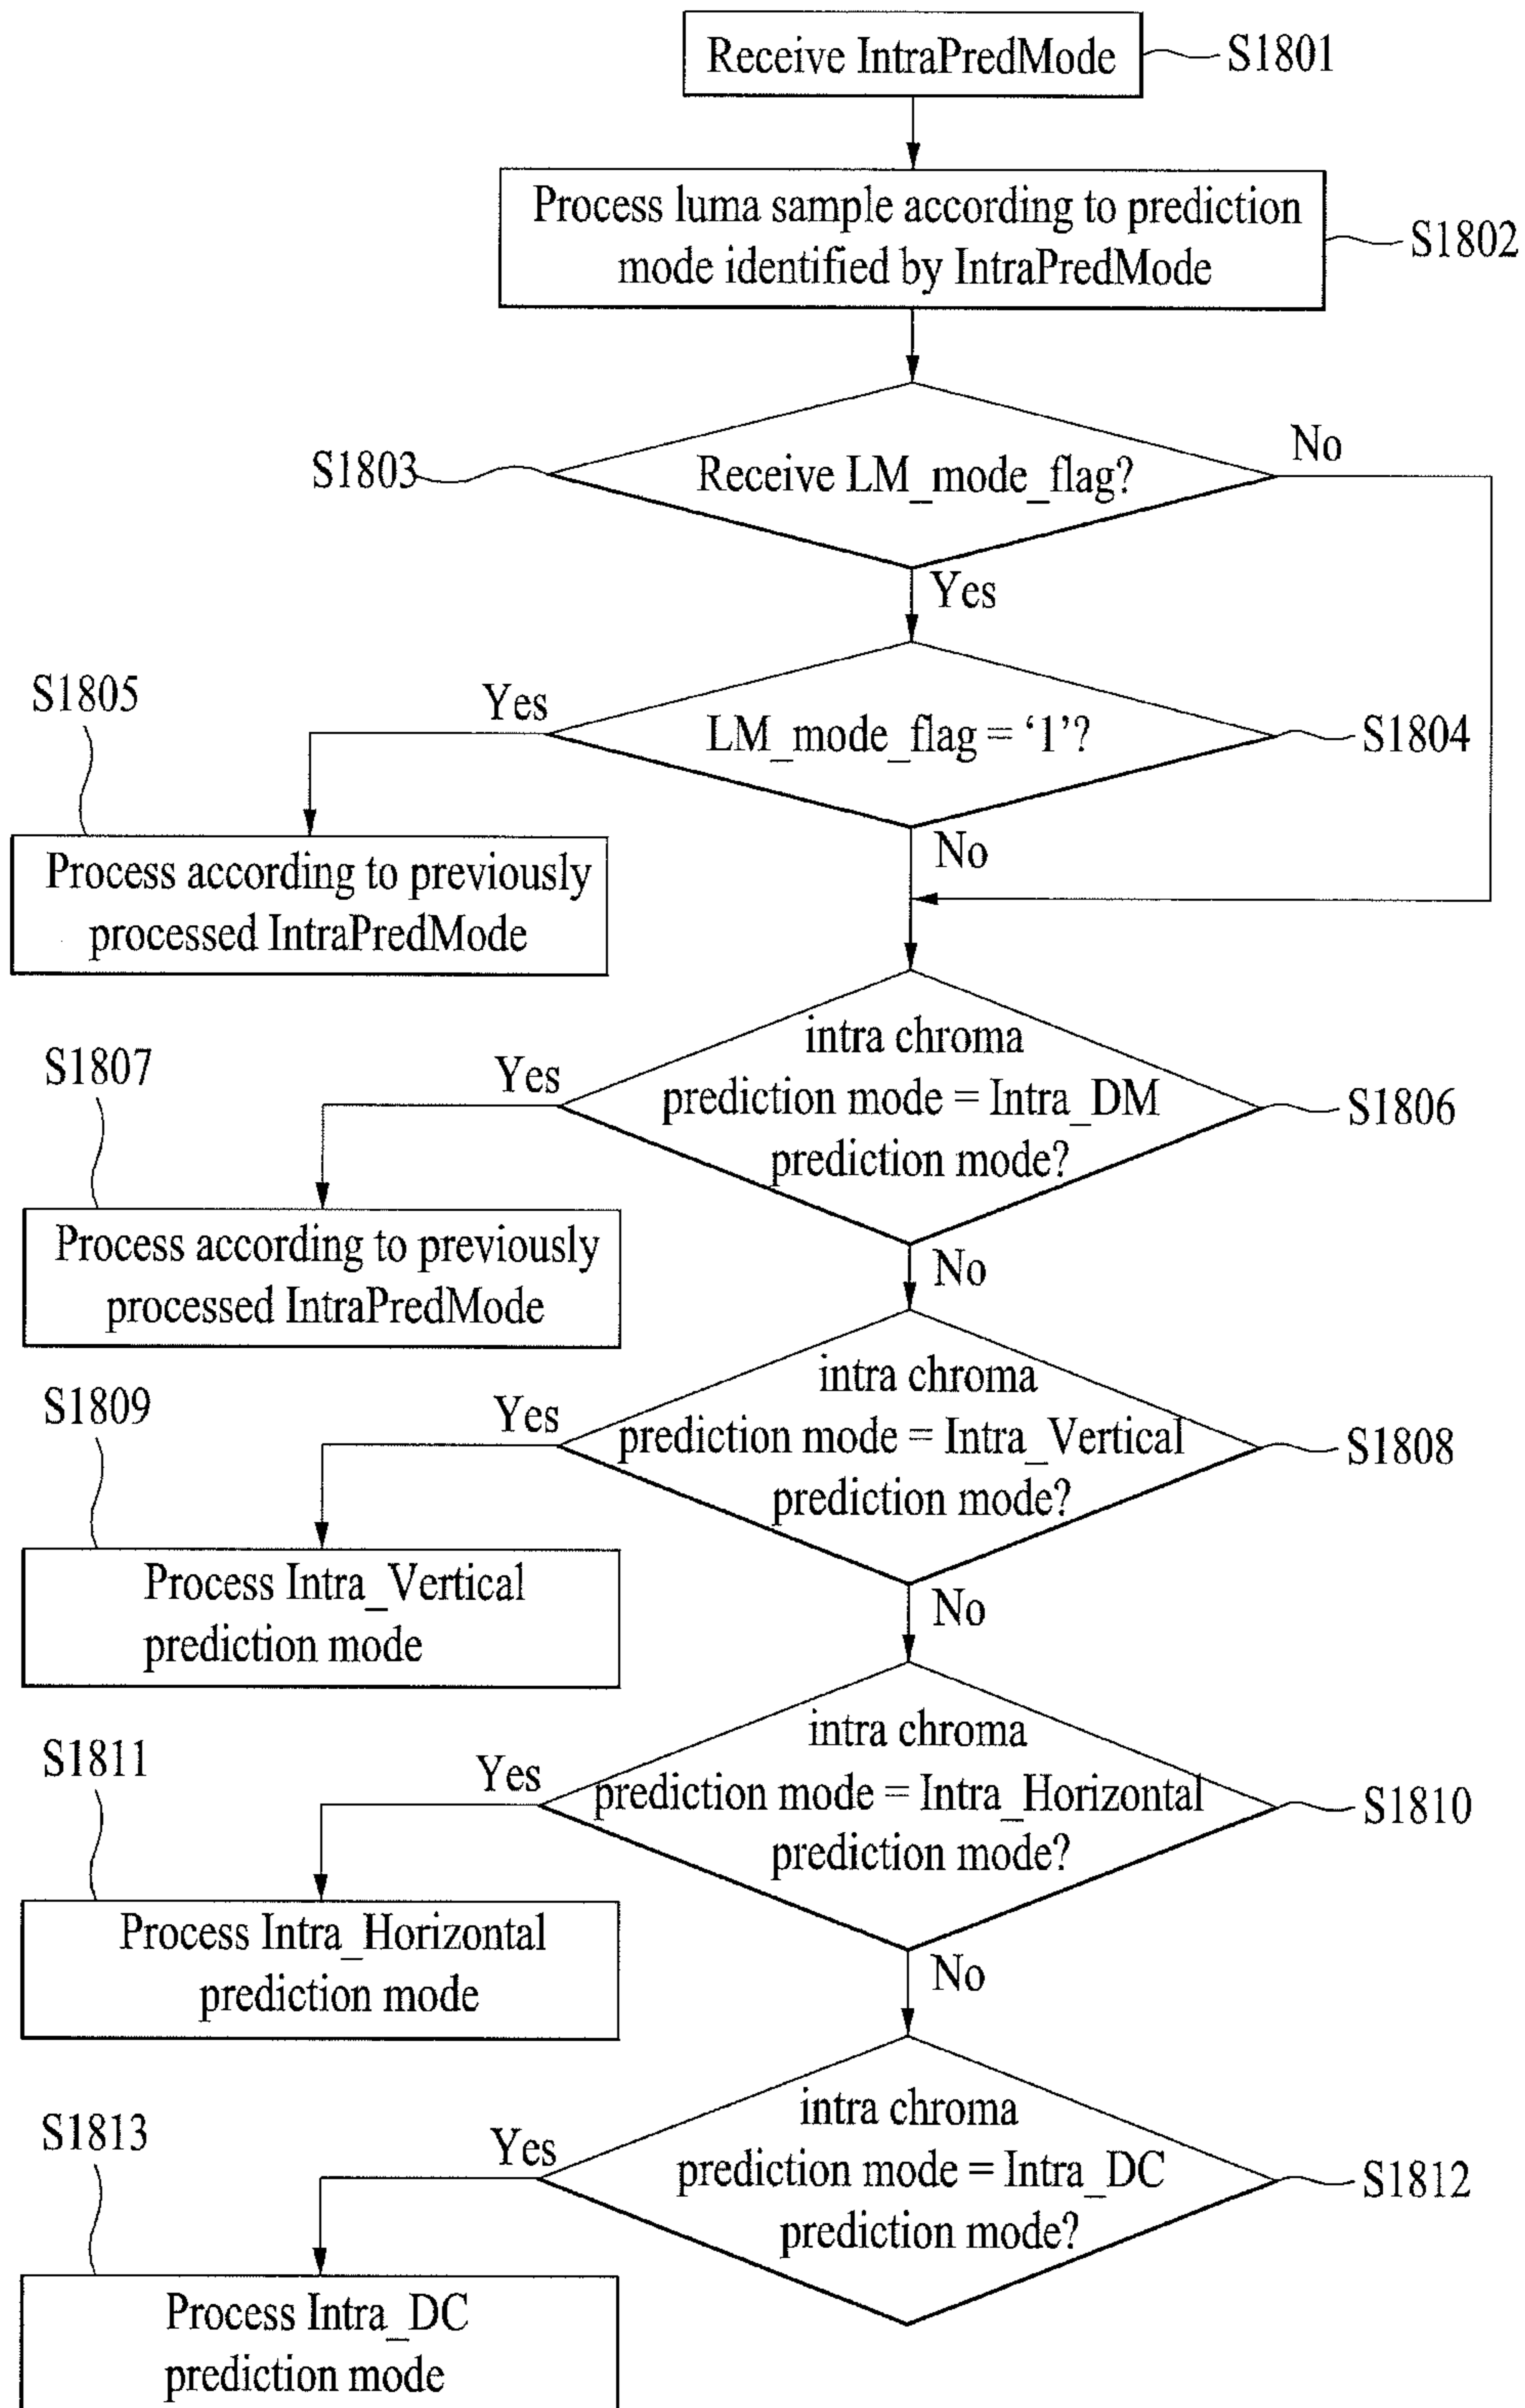 Receive IntraPredMode
S1801
Process luma sample according to prediction
mode identified by IntraPredMode
S1802
S1803
Receive LM_mode_flag?
No
Yes
S1805
Yes
LM_mode_flag = ‘1’?
S1804
Process according to previously
processed IntraPredMode
No
S1807
Yes
intra chroma
prediction mode = Intra_DM
prediction mode?
S1806
Process according to previously
processed IntraPredMode
No
S1809
Yes
intra chroma
prediction mode = Intra_Vertical
prediction mode?
S1808
Process Intra_Vertical
prediction mode
No
S1811
Yes
intra chroma
prediction mode = Intra_Horizontal
prediction mode?
S1810
Process Intra_Horizontal
prediction mode
No
S1813
Yes
intra chroma
prediction mode = Intra_DC
prediction mode?
S1812
Process Intra_DC
prediction mode